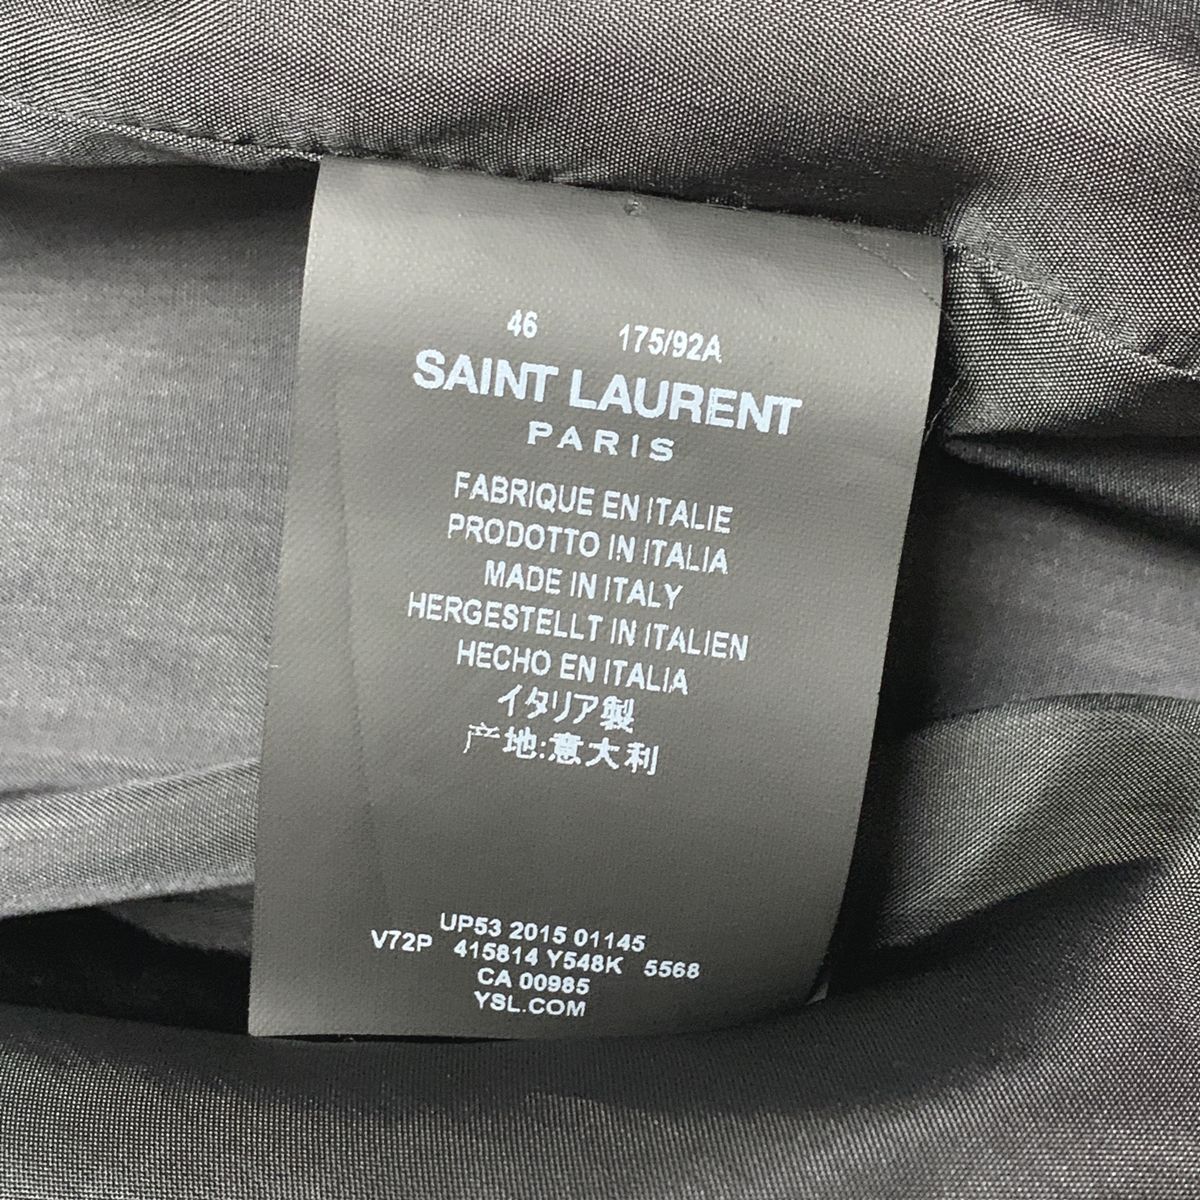 46 175/92A
SAINT LAURENT
PARIS
FABRIQUE EN ITALIE
PRODOTTO IN ITALIA
MADE IN ITALY
HERGESTELLT IN ITALIEN
HECHO EN ITALIA
イタリア製
产地:意大利
UP53 2015 01145
V72P 415814 Y548K 5568
CA 00985
YSL.COM